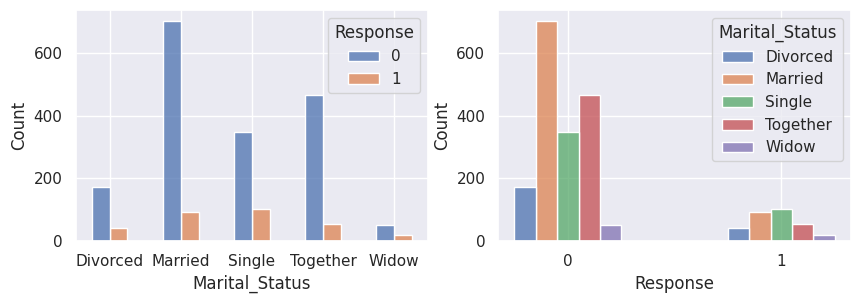 Response
0
1
600
400
200
0
Count
Divorced Married Single Together Widow
Marital_Status
Marital_Status
Divorced
Married
Single
Together
Widow
600
400
200
0
Count
0 1
Response